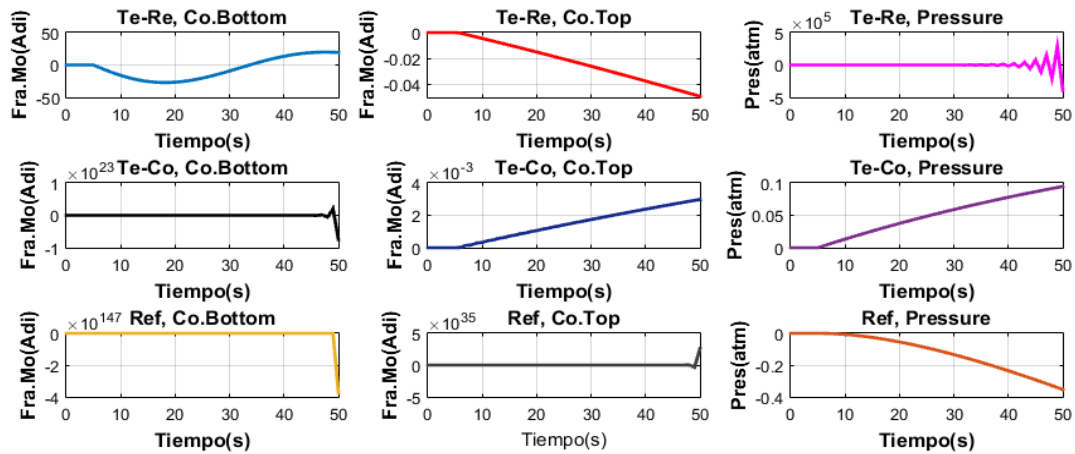 Te-Re, Co.Bottom
Fra.Mo(Adi)
50
0
-50
0 10 20 30 40 50
Tiempo(s)
Te-Re, Co.Top
Fra.Mo(Adi)
0
-0.02
-0.04
0 10 20 30 40 50
Tiempo(s)
×10^5
Te-Re, Pressure
Pres(atm)
5
0
-5
0 10 20 30 40 50
Tiempo(s)
×10^23
Te-Co, Co.Bottom
Fra.Mo(Adi)
1
0
-1
0 10 20 30 40 50
Tiempo(s)
×10^-3
Te-Co, Co.Top
Fra.Mo(Adi)
4
2
0
0 10 20 30 40 50
Tiempo(s)
Te-Co, Pressure
Pres(atm)
0.1
0.05
0
0 10 20 30 40 50
Tiempo(s)
×10^147
Ref, Co.Bottom
Fra.Mo(Adi)
0
-2
-4
0 10 20 30 40 50
Tiempo(s)
×10^35
Ref, Co.Top
Fra.Mo(Adi)
5
0
-5
0 10 20 30 40 50
Tiempo(s)
Ref, Pressure
Pres(atm)
0
-0.2
-0.4
0 10 20 30 40 50
Tiempo(s)